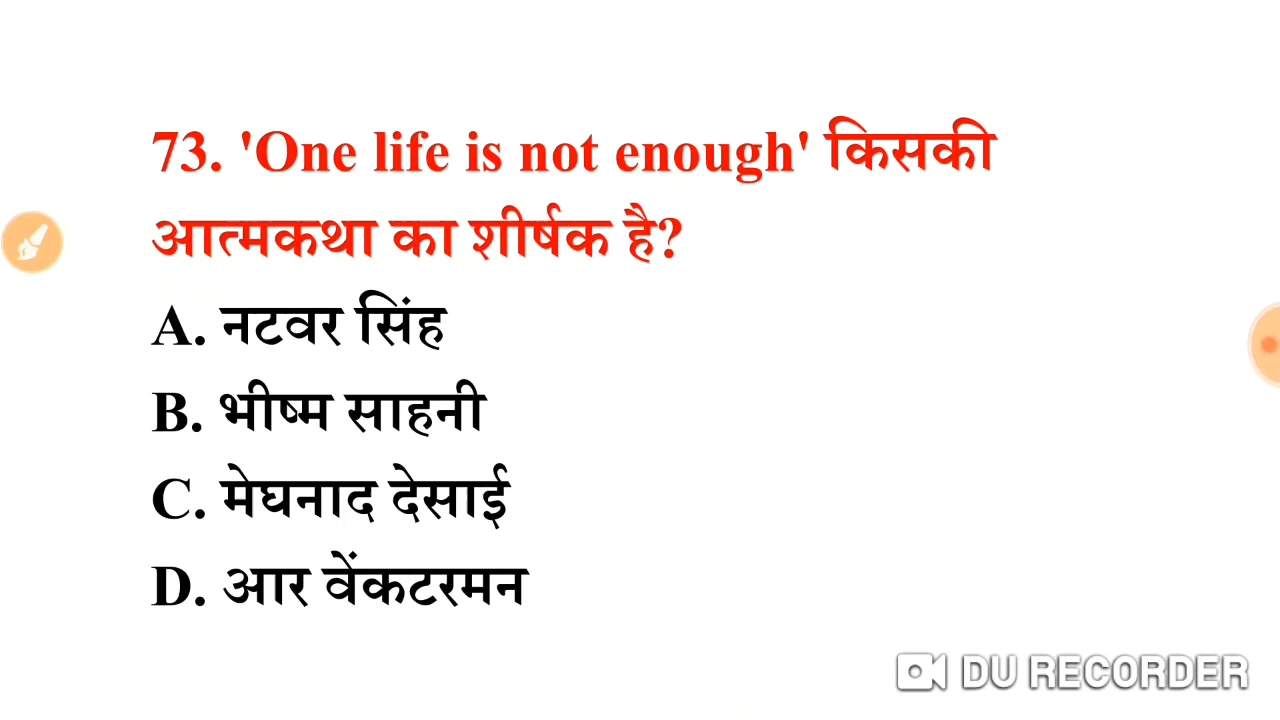 73. 'One life is not enough' किसकी
आत्मकथा का शीर्षक है?
A. नटवर सिंह
B. भीष्म साहनी
C. मेघनाद देसाई
D. आर वेंकटरमन
DU RECORDER